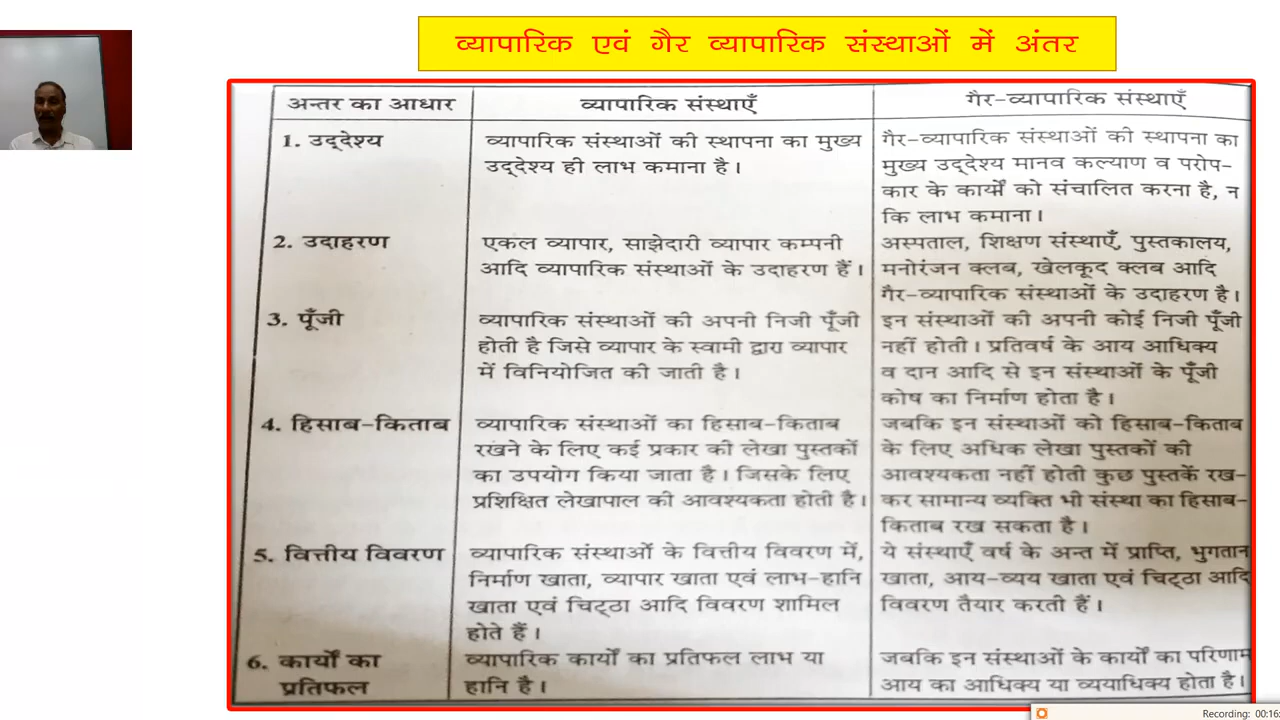 व्यापारिक एवं गैर व्यापारिक संस्थाओं में अंतर
अन्तर का आधार
व्यापारिक संस्थाएँ
गैर-व्यापारिक संस्थाएँ
1. उद्देश्य
व्यापारिक संस्थाओं की स्थापना का मुख्य
उद्देश्य ही लाभ कमाना है।
गैर-व्यापारिक संस्थाओं की स्थापना का
मुख्य उद्देश्य मानव कल्याण व परोप-
कार के कार्यों को संचालित करना है, न
कि लाभ कमाना।
2. उदाहरण
एकल व्यापार, साझेदारी व्यापार कम्पनी
आदि व्यापारिक संस्थाओं के उदाहरण हैं।
अस्पताल, शिक्षण संस्थाएँ, पुस्तकालय,
मनोरंजन क्लब, खेलकूद क्लब आदि
गैर-व्यापारिक संस्थाओं के उदाहरण है।
3. पूँजी
व्यापारिक संस्थाओं की अपनी निजी पूँजी
होती है जिसे व्यापार के स्वामी द्वारा व्यापार
में विनियोजित की जाती है।
इन संस्थाओं की अपनी कोई निजी पूँजी
नहीं होती। प्रतिवर्ष के आय आधिक्य
व दान आदि से इन संस्थाओं के पूँजी
कोष का निर्माण होता है।
4. हिसाब-किताब
व्यापारिक संस्थाओं का हिसाब-किताब
रखने के लिए कई प्रकार की लेखा पुस्तकों
का उपयोग किया जाता है। जिसके लिए
प्रशिक्षित लेखापाल की आवश्यकता होती है।
जबकि इन संस्थाओं को हिसाब-किताब
के लिए अधिक लेखा पुस्तकों की
आवश्यकता नहीं होती कुछ पुस्तकें रख-
कर सामान्य व्यक्ति भी संस्था का हिसाब-
किताब रख सकता है।
5. वित्तीय विवरण
व्यापारिक संस्थाओं के वित्तीय विवरण में,
निर्माण खाता, व्यापार खाता एवं लाभ-हानि
खाता एवं चिट्ठा आदि विवरण शामिल
होते हैं।
ये संस्थाएँ वर्ष के अन्त में प्राप्ति, भुगतान
खाता, आय-व्यय खाता एवं चिट्ठा आदि
विवरण तैयार करती हैं।
6. कार्यों का
प्रतिफल
व्यापारिक कार्यों का प्रतिफल लाभ या
हानि है।
जबकि इन संस्थाओं के कार्यों का परिणाम
आय का आधिक्य या व्ययाधिक्य होता है।
Recording: 00:16: